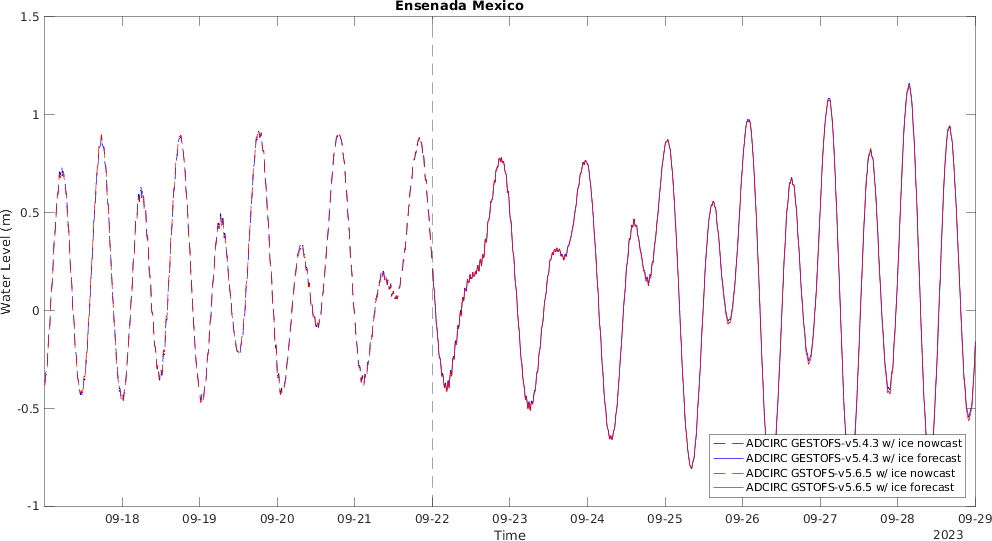 Ensenada Mexico
1.5
1
0.5
0
-0.5
-1
Water Level (m)
ADCIRC GESTOFS-v5.4.3 w/ ice nowcast
ADCIRC GESTOFS-v5.4.3 w/ ice forecast
ADCIRC GSTOFS-v5.6.5 w/ ice nowcast
ADCIRC GSTOFS-v5.6.5 w/ ice forecast
09-18 09-19 09-20 09-21 09-22 09-23 09-24 09-25 09-26 09-27 09-28 09-29
Time
2023